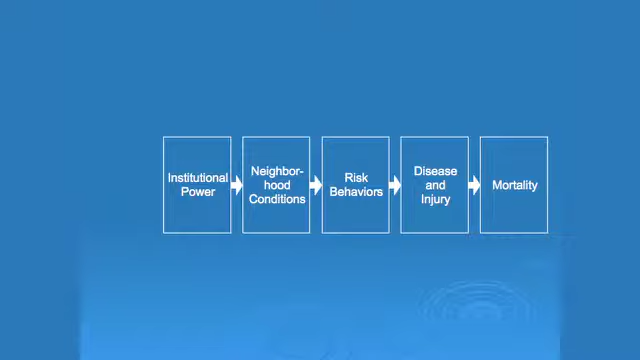 Institutional
Power
Neighbor-
hood
Conditions
Risk
Behaviors
Disease
and
Injury
Mortality